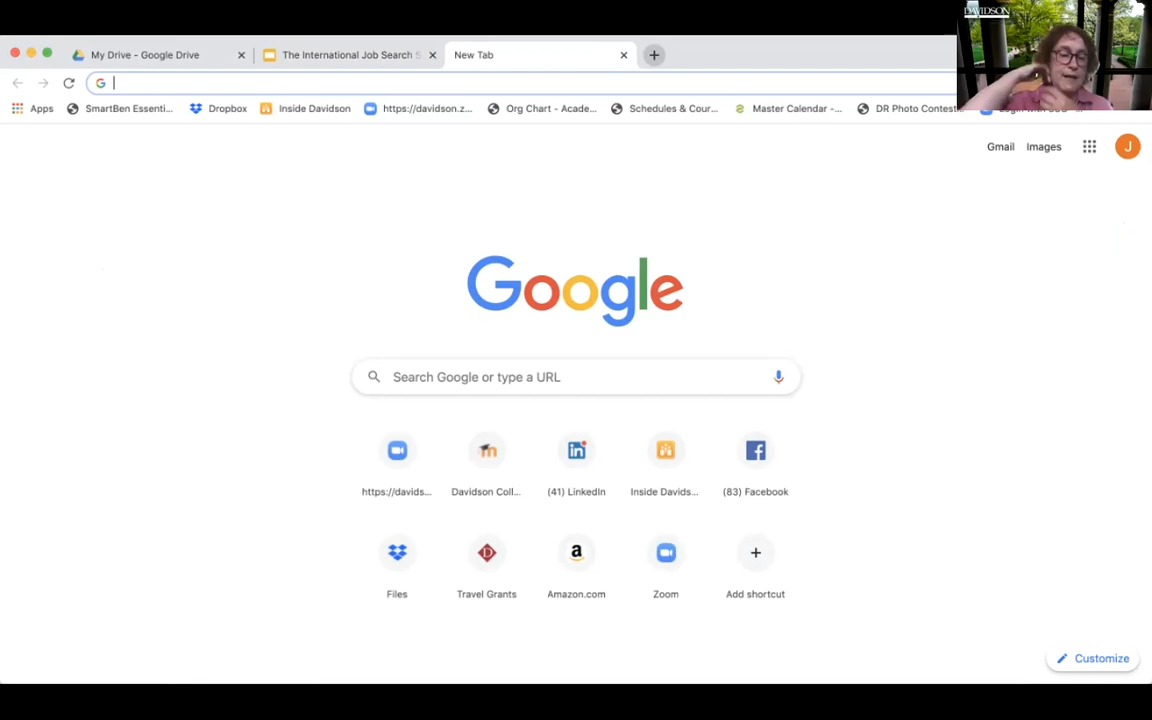 DAVIDSON
My Drive - Google Drive
The International Job Search S
New Tab
G
Apps
SmartBen Essenti...
Dropbox
Inside Davidson
https://davidson.z...
Org Chart - Acade...
Schedules & Cour...
Master Calendar -...
DR Photo Contest...
Gmail
Images
J
Google
Search Google or type a URL
https://davids...
Davidson Coll...
(41) LinkedIn
Inside Davids...
(83) Facebook
Files
Travel Grants
Amazon.com
Zoom
Add shortcut
Customize